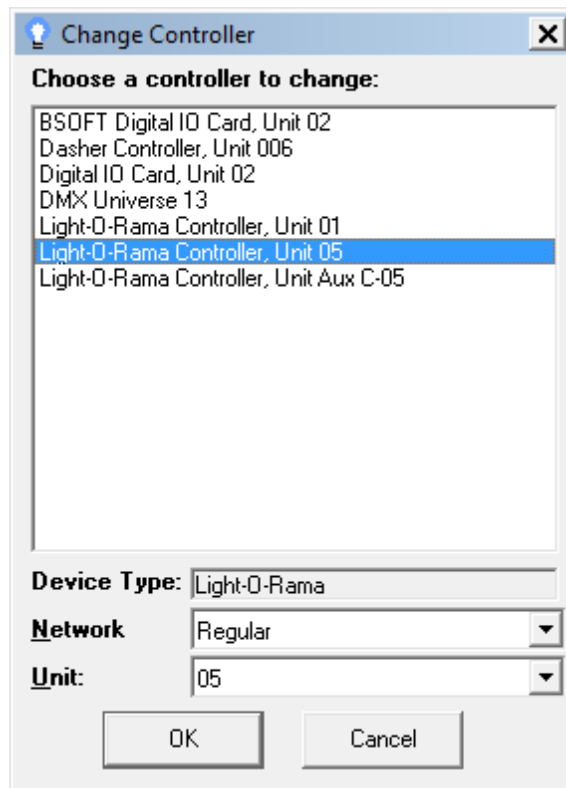 Change Controller
Choose a controller to change:
BSOFT Digital IO Card, Unit 02
Dasher Controller, Unit 006
Digital IO Card, Unit 02
DMX Universe 13
Light-O-Rama Controller, Unit 01
Light-O-Rama Controller, Unit 05
Light-O-Rama Controller, Unit Aux C-05
Device Type: Light-O-Rama
Network Regular
Unit: 05
OK Cancel